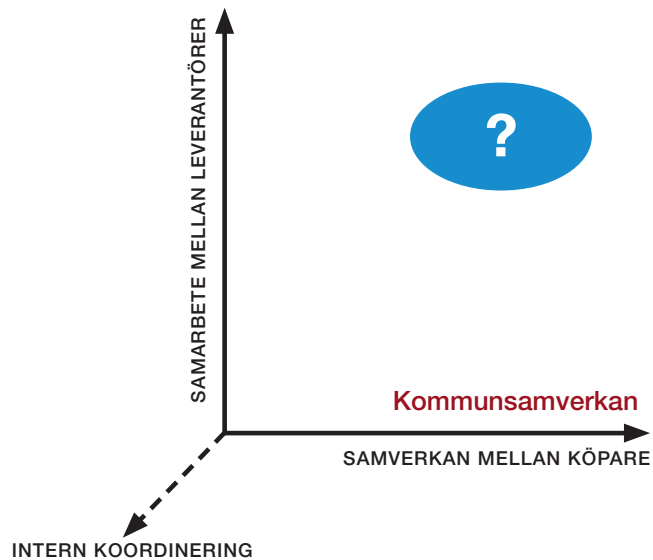 SAMARBETE MELLAN LEVERANTÖRER
?
Kommunsamverkan
SAMVERKAN MELLAN KÖPARE
INTERN KOORDINERING